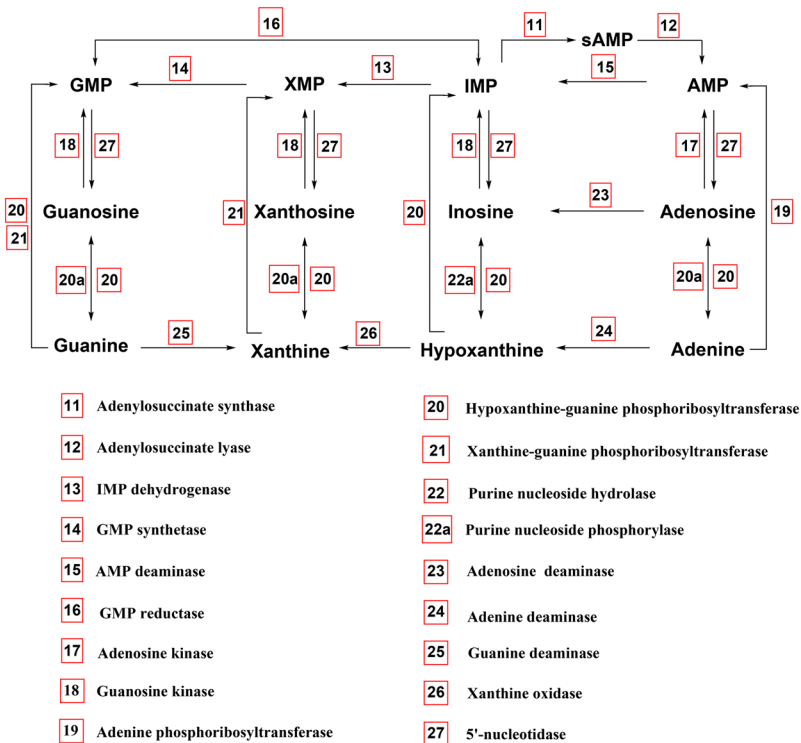 16
11
sAMP
12
14
13
15
GMP
XMP
IMP
AMP
18
27
18
27
18
27
17
27
20
21
21
20
23
19
Guanosine
Xanthosine
Inosine
Adenosine
20a
20
20a
20
22a
20
20a
20
25
26
24
Guanine
Xanthine
Hypoxanthine
Adenine
11 Adenylosuccinate synthase
12 Adenylosuccinate lyase
13 IMP dehydrogenase
14 GMP synthetase
15 AMP deaminase
16 GMP reductase
17 Adenosine kinase
18 Guanosine kinase
19 Adenine phosphoribosyltransferase
20 Hypoxanthine-guanine phosphoribosyltransferase
21 Xanthine-guanine phosphoribosyltransferase
22 Purine nucleoside hydrolase
22a Purine nucleoside phosphorylase
23 Adenosine deaminase
24 Adenine deaminase
25 Guanine deaminase
26 Xanthine oxidase
27 5'-nucleotidase